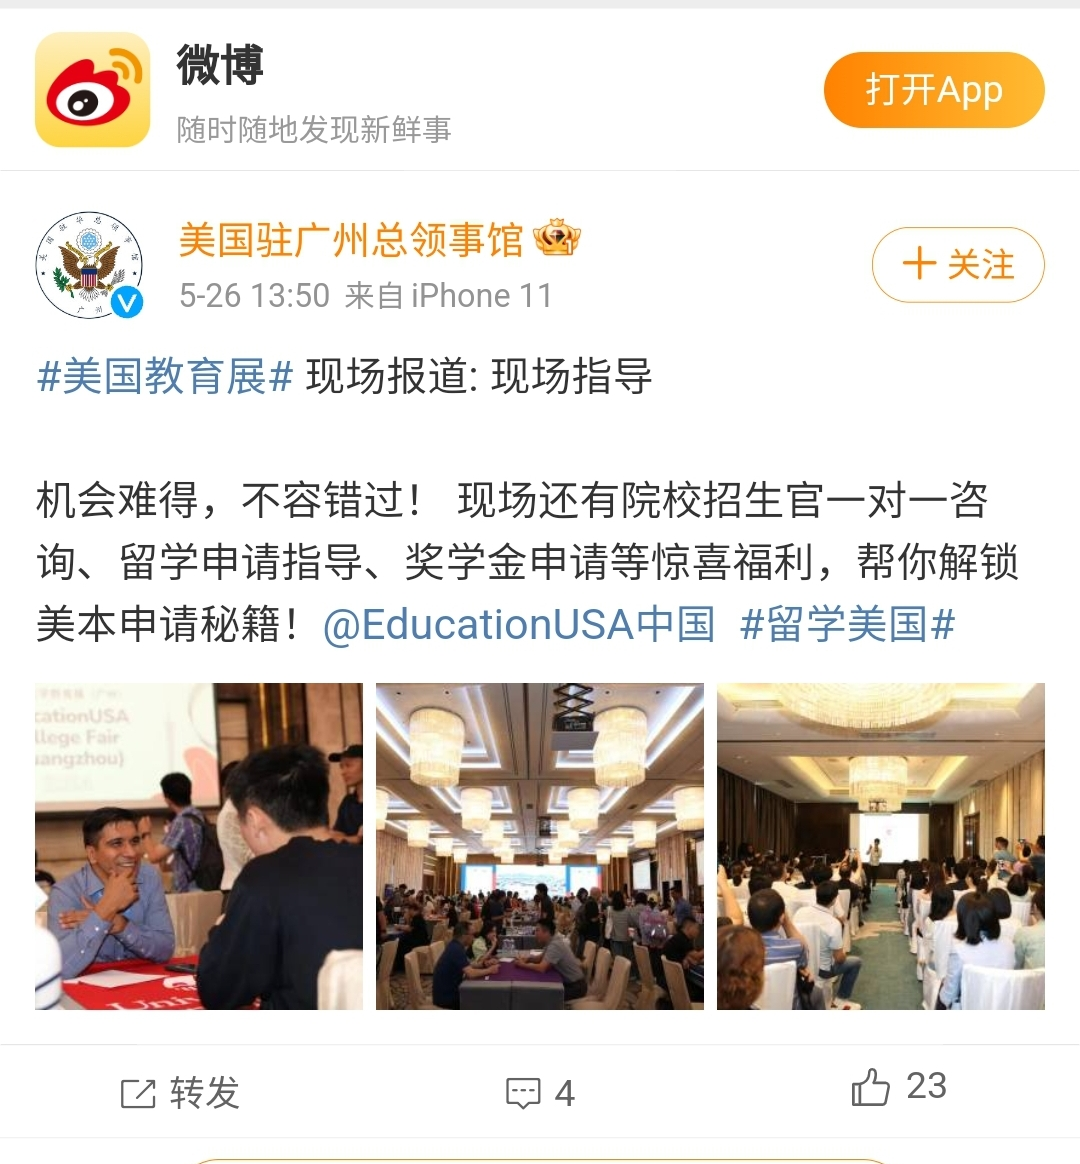 微博
随时随地发现新鲜事
打开App
美国驻广州总领事馆
5-26 13:50 来自 iPhone 11
关注
#美国教育展# 现场报道: 现场指导
机会难得，不容错过！ 现场还有院校招生官一对一咨
询、留学申请指导、奖学金申请等惊喜福利，帮你解锁
美本申请秘籍！@EducationUSA中国 #留学美国#
cationUSA
llege Fair
uangzhou)
转发
4
23